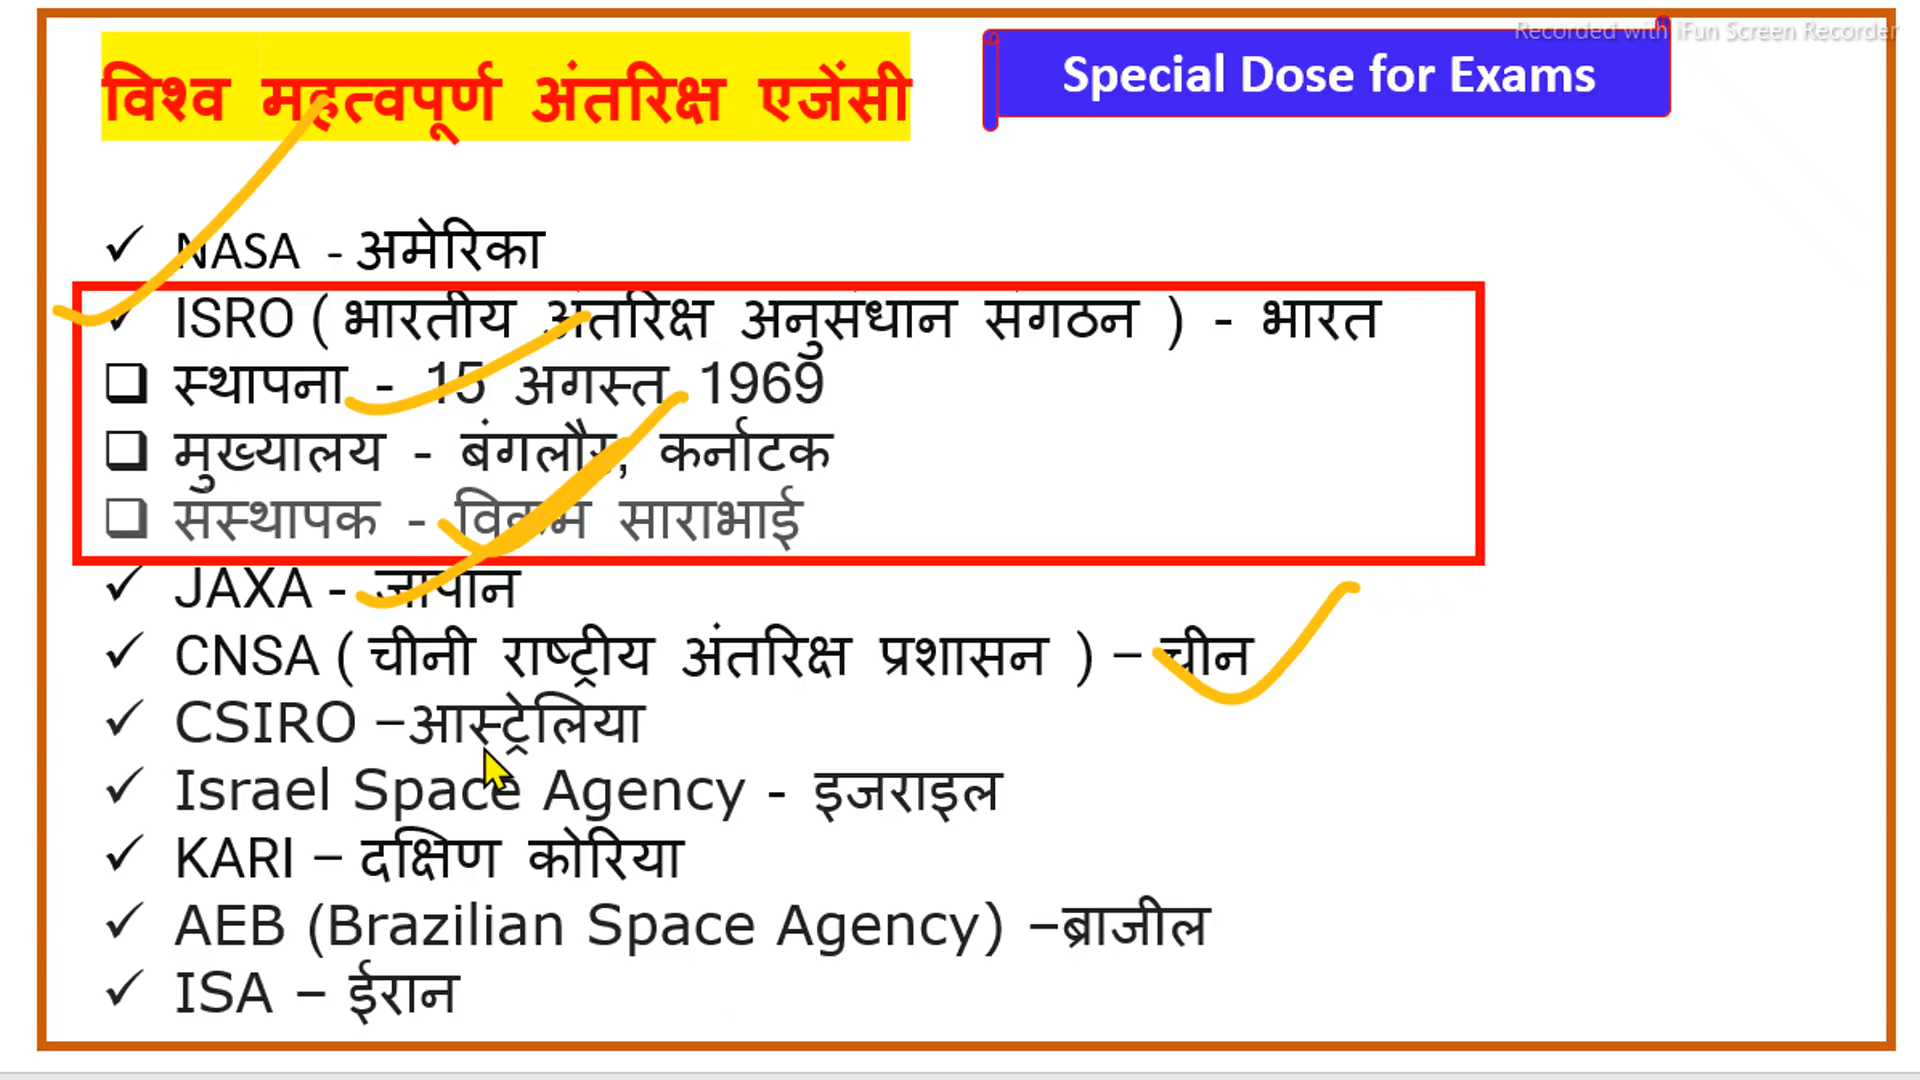 Recorded with iFun Screen Recorder
विश्व महत्वपूर्ण अंतरिक्ष एजेंसी
Special Dose for Exams
✓ NASA - अमेरिका
✓ ISRO ( भारतीय अंतरिक्ष अनुसंधान संगठन ) - भारत
❑ स्थापना - 15 अगस्त 1969
❑ मुख्यालय - बंगलौर, कर्नाटक
❑ संस्थापक - विक्रम साराभाई
✓ JAXA - जापान
✓ CNSA ( चीनी राष्ट्रीय अंतरिक्ष प्रशासन ) – चीन
✓ CSIRO –आस्ट्रेलिया
✓ Israel Space Agency - इजराइल
✓ KARI – दक्षिण कोरिया
✓ AEB (Brazilian Space Agency) –ब्राजील
✓ ISA – ईरान